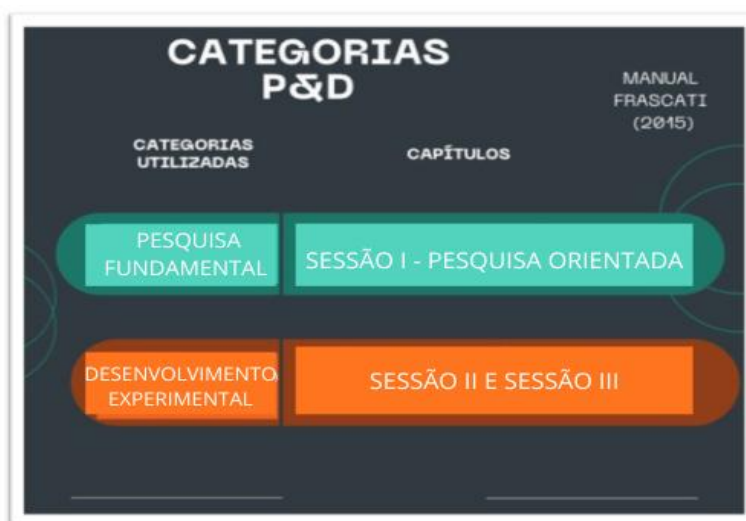 CATEGORIAS
P&D
MANUAL
FRASCATI
(2015)
CATEGORIAS
UTILIZADAS
CAPÍTULOS
PESQUISA
FUNDAMENTAL
SESSÃO I - PESQUISA ORIENTADA
DESENVOLVIMENTO
EXPERIMENTAL
SESSÃO II E SESSÃO III